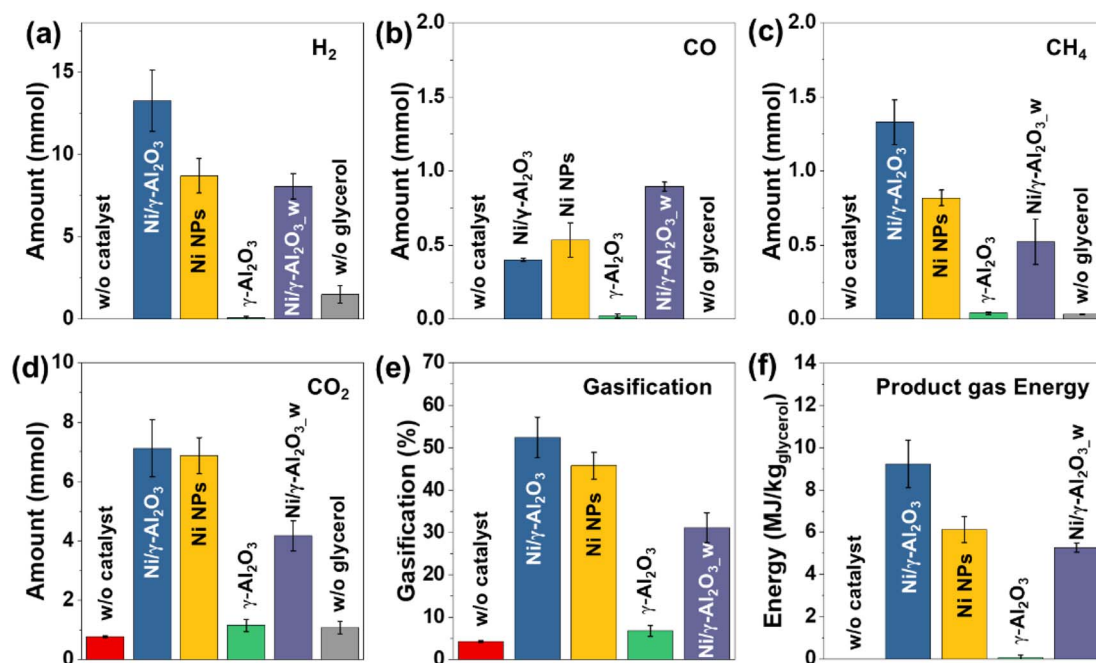 (a)
H₂
Amount (mmol)
15
10
5
0
w/o catalyst
Ni/γ-Al₂O₃
Ni NPs
γ-Al₂O₃
Ni/γ-Al₂O₃_w
w/o glycerol
(b)
CO
Amount (mmol)
2.0
1.5
1.0
0.5
0.0
w/o catalyst
Ni/γ-Al₂O₃
Ni NPs
γ-Al₂O₃
Ni/γ-Al₂O₃_w
w/o glycerol
(c)
CH₄
Amount (mmol)
2.0
1.5
1.0
0.5
0.0
w/o catalyst
Ni/γ-Al₂O₃
Ni NPs
γ-Al₂O₃
Ni/γ-Al₂O₃_w
w/o glycerol
(d)
CO₂
Amount (mmol)
10
8
6
4
2
0
w/o catalyst
Ni/γ-Al₂O₃
Ni NPs
γ-Al₂O₃
Ni/γ-Al₂O₃_w
w/o glycerol
(e)
Gasification
Gasification (%)
70
60
50
40
30
20
10
0
w/o catalyst
Ni/γ-Al₂O₃
Ni NPs
γ-Al₂O₃
Ni/γ-Al₂O₃_w
(f)
Product gas Energy
Energy (MJ/kg_glycerol)
14
12
10
8
6
4
2
0
w/o catalyst
Ni/γ-Al₂O₃
Ni NPs
γ-Al₂O₃
Ni/γ-Al₂O₃_w